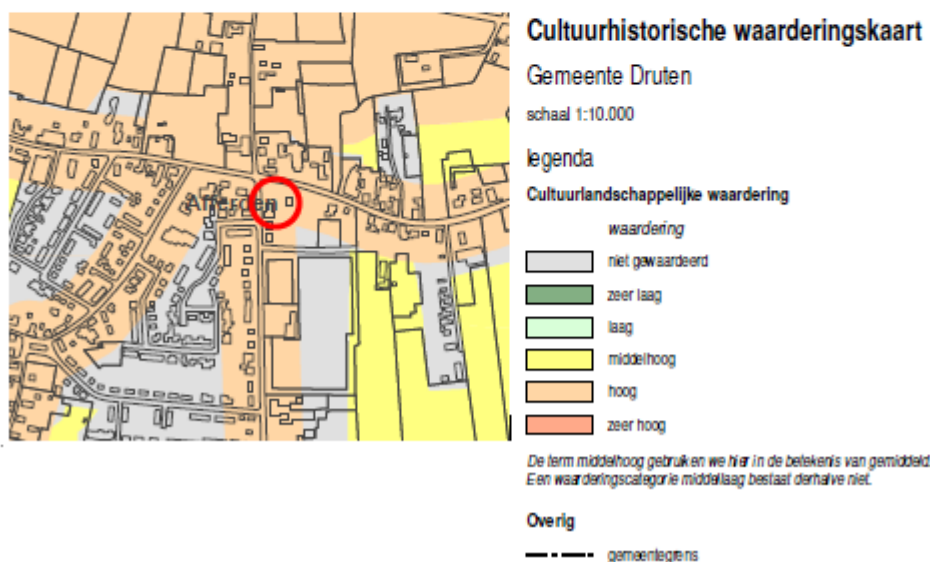 Cultuurhistorische waarderingskaart
Gemeente Druten
schaal 1:10.000
legenda
Cultuurlandschappelijke waardering
waardering
niet gewaardeerd
zeer laag
laag
middelhoog
hoog
zeer hoog
De term middelhoog gebruiken we hier in de betekenis van gemiddeld.
Een waarderingscategorie middellaag bestaat derhalve niet.
Overig
gemeentegrens
Afferden